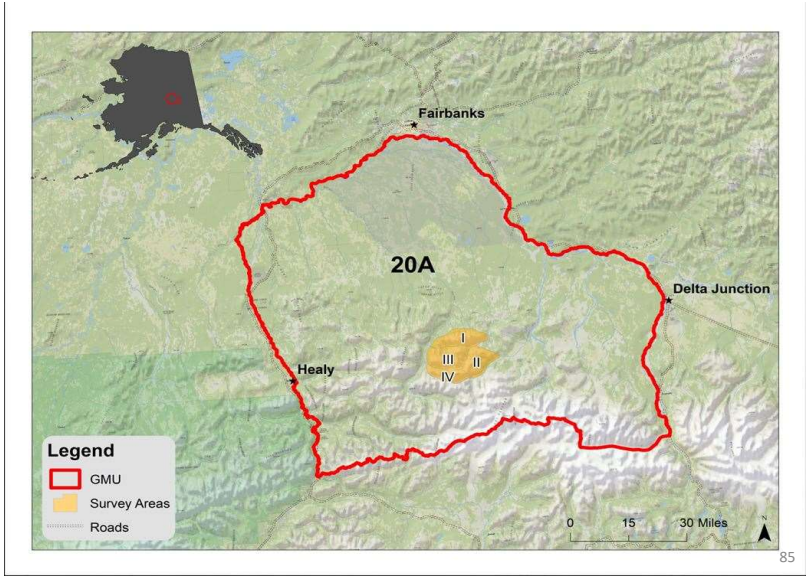 Fairbanks
20A
Delta Junction
I
III
II
IV
Healy
Legend
GMU
Survey Areas
Roads
0 15 30 Miles
N
85